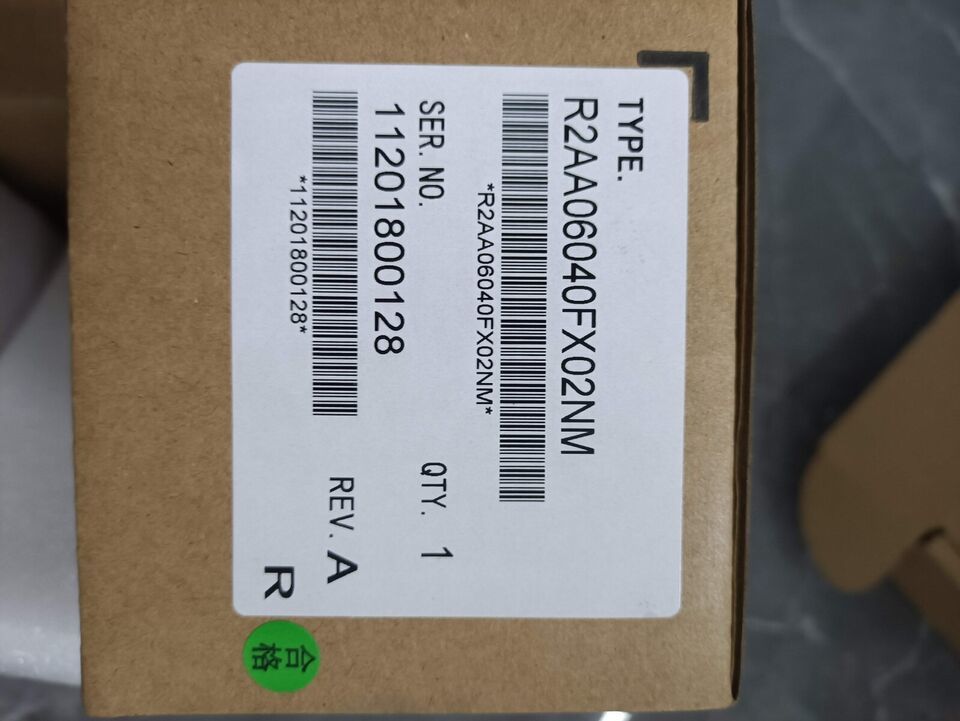 TYPE.
R2AA06040FX02NM
*R2AA06040FX02NM*
SER. NO.
QTY. 1
11201800128
*11201800128*
REV. A
R
合
格